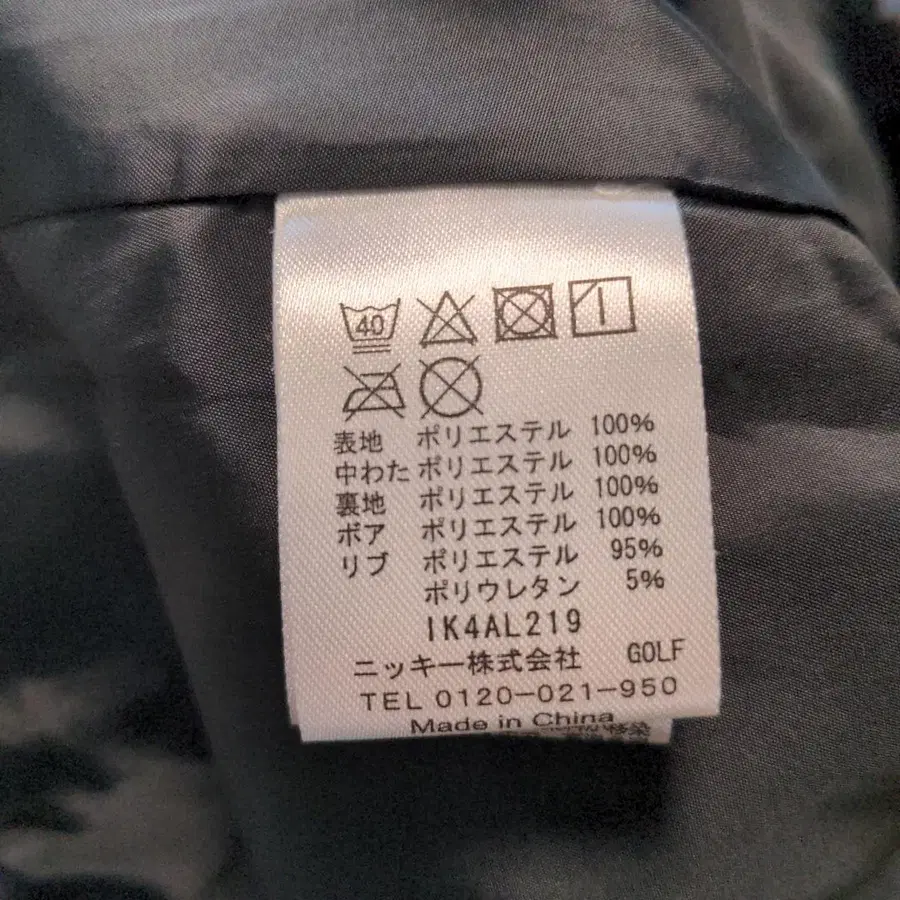 40
表地 ポリエステル 100%
中わた ポリエステル 100%
裏地 ポリエステル 100%
ボア ポリエステル 100%
リブ ポリエステル 95%
ポリウレタン 5%
IK4AL219
ニッキー株式会社 GOLF
TEL 0120-021-950
Made in China
移染